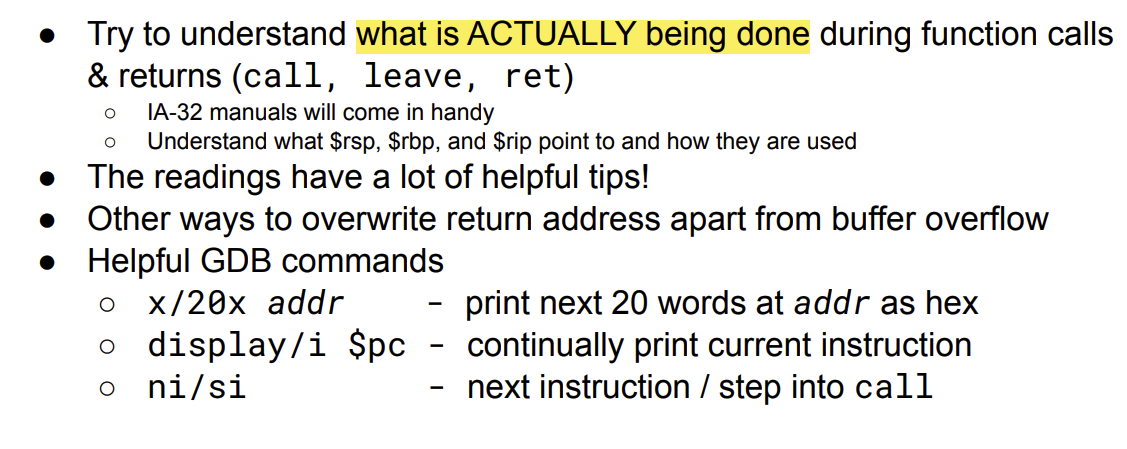 ● Try to understand what is ACTUALLY being done during function calls
& returns (call, leave, ret)
○ IA-32 manuals will come in handy
○ Understand what $rsp, $rbp, and $rip point to and how they are used
● The readings have a lot of helpful tips!
● Other ways to overwrite return address apart from buffer overflow
● Helpful GDB commands
○ x/20x addr - print next 20 words at addr as hex
○ display/i $pc - continually print current instruction
○ ni/si - next instruction / step into call